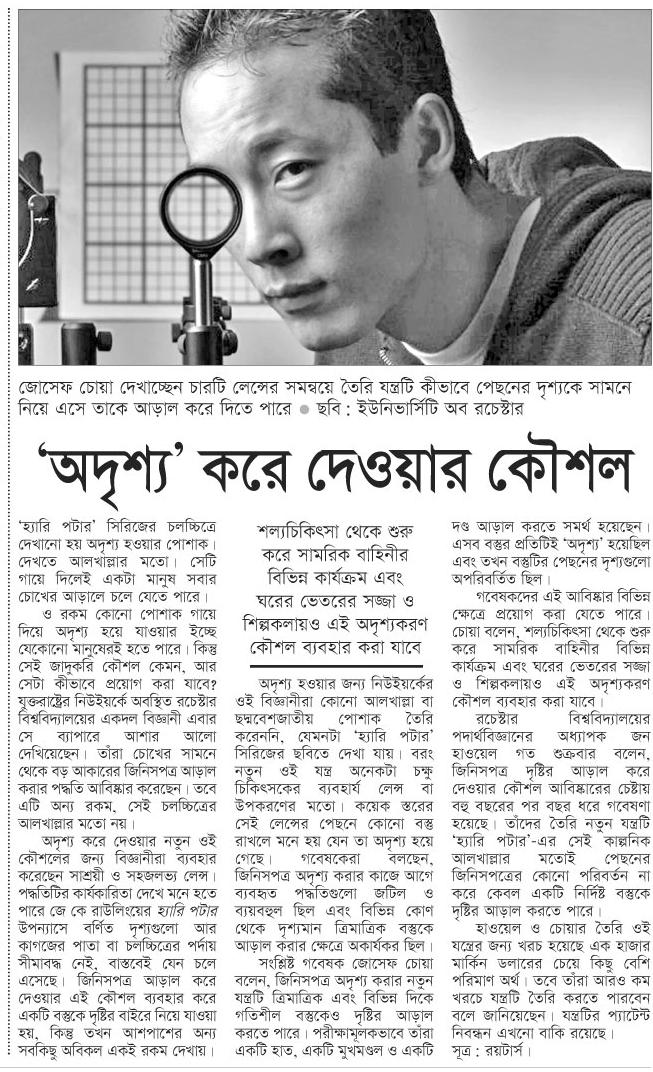 জোসেফ চোয়া দেখাচ্ছেন চারটি লেন্সের সমন্বয়ে তৈরি যন্ত্রটি কীভাবে পেছনের দৃশ্যকে সামনে
নিয়ে এসে তাকে আড়াল করে দিতে পারে ● ছবি : ইউনিভার্সিটি অব রচেস্টার
‘অদৃশ্য’ করে দেওয়ার কৌশল
‘হ্যারি পটার’ সিরিজের চলচ্চিত্রে
দেখানো হয় অদৃশ্য হওয়ার পোশাক।
দেখতে আলখাল্লার মতো। সেটি
গায়ে দিলেই একটা মানুষ সবার
চোখের আড়ালে চলে যেতে পারে।
ও রকম কোনো পোশাক গায়ে
দিয়ে অদৃশ্য হয়ে যাওয়ার ইচ্ছে
যেকোনো মানুষেরই হতে পারে। কিন্তু
সেই জাদুকরি কৌশল কেমন, আর
সেটা কীভাবে প্রয়োগ করা যাবে?
যুক্তরাষ্ট্রের নিউইয়র্কে অবস্থিত রচেস্টার
বিশ্ববিদ্যালয়ের একদল বিজ্ঞানী এবার
সে ব্যাপারে আশার আলো
দেখিয়েছেন। তাঁরা চোখের সামনে
থেকে বড় আকারের জিনিসপত্র আড়াল
করার পদ্ধতি আবিষ্কার করেছেন। তবে
এটি অন্য রকম, সেই চলচ্চিত্রের
আলখাল্লার মতো নয়।
অদৃশ্য করে দেওয়ার নতুন ওই
কৌশলের জন্য বিজ্ঞানীরা ব্যবহার
করেছেন সাশ্রয়ী ও সহজলভ্য লেন্স।
পদ্ধতিটির কার্যকারিতা দেখে মনে হতে
পারে জে কে রাউলিংয়ের হ্যারি পটার
উপন্যাসে বর্ণিত দৃশ্যগুলো আর
কাগজের পাতা বা চলচ্চিত্রের পর্দায়
সীমাবদ্ধ নেই, বাস্তবেই যেন চলে
এসেছে। জিনিসপত্র আড়াল করে
দেওয়ার এই কৌশল ব্যবহার করে
একটি বস্তুকে দৃষ্টির বাইরে নিয়ে যাওয়া
হয়, কিন্তু তখন আশপাশের অন্য
সবকিছু অবিকল একই রকম দেখায়।
শল্যচিকিৎসা থেকে শুরু
করে সামরিক বাহিনীর
বিভিন্ন কার্যক্রম এবং
ঘরের ভেতরের সজ্জা ও
শিল্পকলায়ও এই অদৃশ্যকরণ
কৌশল ব্যবহার করা যাবে
অদৃশ্য হওয়ার জন্য নিউইয়র্কের
ওই বিজ্ঞানীরা কোনো আলখাল্লা বা
ছদ্মবেশজাতীয় পোশাক তৈরি
করেননি, যেমনটা ‘হ্যারি পটার’
সিরিজের ছবিতে দেখা যায়। বরং
নতুন ওই যন্ত্র অনেকটা চক্ষু
চিকিৎসকের ব্যবহার্য লেন্স বা
উপকরণের মতো। কয়েক স্তরের
সেই লেন্সের পেছনে কোনো বস্তু
রাখলে মনে হয় যেন তা অদৃশ্য হয়ে
গেছে। গবেষকেরা বলছেন,
জিনিসপত্র অদৃশ্য করার কাজে আগে
ব্যবহৃত পদ্ধতিগুলো জটিল ও
ব্যয়বহুল ছিল এবং বিভিন্ন কোণ
থেকে দৃশ্যমান ত্রিমাত্রিক বস্তুকে
আড়াল করার ক্ষেত্রে অকার্যকর ছিল।
সংশ্লিষ্ট গবেষক জোসেফ চোয়া
বলেন, জিনিসপত্র অদৃশ্য করার নতুন
যন্ত্রটি ত্রিমাত্রিক এবং বিভিন্ন দিকে
গতিশীল বস্তুকেও দৃষ্টির আড়াল
করতে পারে। পরীক্ষামূলকভাবে তাঁরা
একটি হাত, একটি মুখমণ্ডল ও একটি
দণ্ড আড়াল করতে সমর্থ হয়েছেন।
এসব বস্তুর প্রতিটিই ‘অদৃশ্য’ হয়েছিল
এবং তখন বস্তুটির পেছনের দৃশ্যগুলো
অপরিবর্তিত ছিল।
গবেষকদের এই আবিষ্কার বিভিন্ন
ক্ষেত্রে প্রয়োগ করা যেতে পারে।
চোয়া বলেন, শল্যচিকিৎসা থেকে শুরু
করে সামরিক বাহিনীর বিভিন্ন
কার্যক্রম এবং ঘরের ভেতরের সজ্জা
ও শিল্পকলায়ও এই অদৃশ্যকরণ
কৌশল ব্যবহার করা যাবে।
রচেস্টার বিশ্ববিদ্যালয়ের
পদার্থবিজ্ঞানের অধ্যাপক জন
হাওয়েল গত শুক্রবার বলেন,
জিনিসপত্র দৃষ্টির আড়াল করে
দেওয়ার কৌশল আবিষ্কারের চেষ্টায়
বহু বছরের পর বছর ধরে গবেষণা
হয়েছে। তাঁদের তৈরি নতুন যন্ত্রটি
‘হ্যারি পটার’-এর সেই কাল্পনিক
আলখাল্লার মতোই পেছনের
জিনিসপত্রের কোনো পরিবর্তন না
করে কেবল একটি নির্দিষ্ট বস্তুকে
দৃষ্টির আড়াল করতে পারে।
হাওয়েল ও চোয়ার তৈরি ওই
যন্ত্রের জন্য খরচ হয়েছে এক হাজার
মার্কিন ডলারের চেয়ে কিছু বেশি
পরিমাণ অর্থ। তবে তাঁরা আরও কম
খরচে যন্ত্রটি তৈরি করতে পারবেন
বলে জানিয়েছেন। যন্ত্রটির প্যাটেন্ট
নিবন্ধন এখনো বাকি রয়েছে।
সূত্র : রয়টার্স।